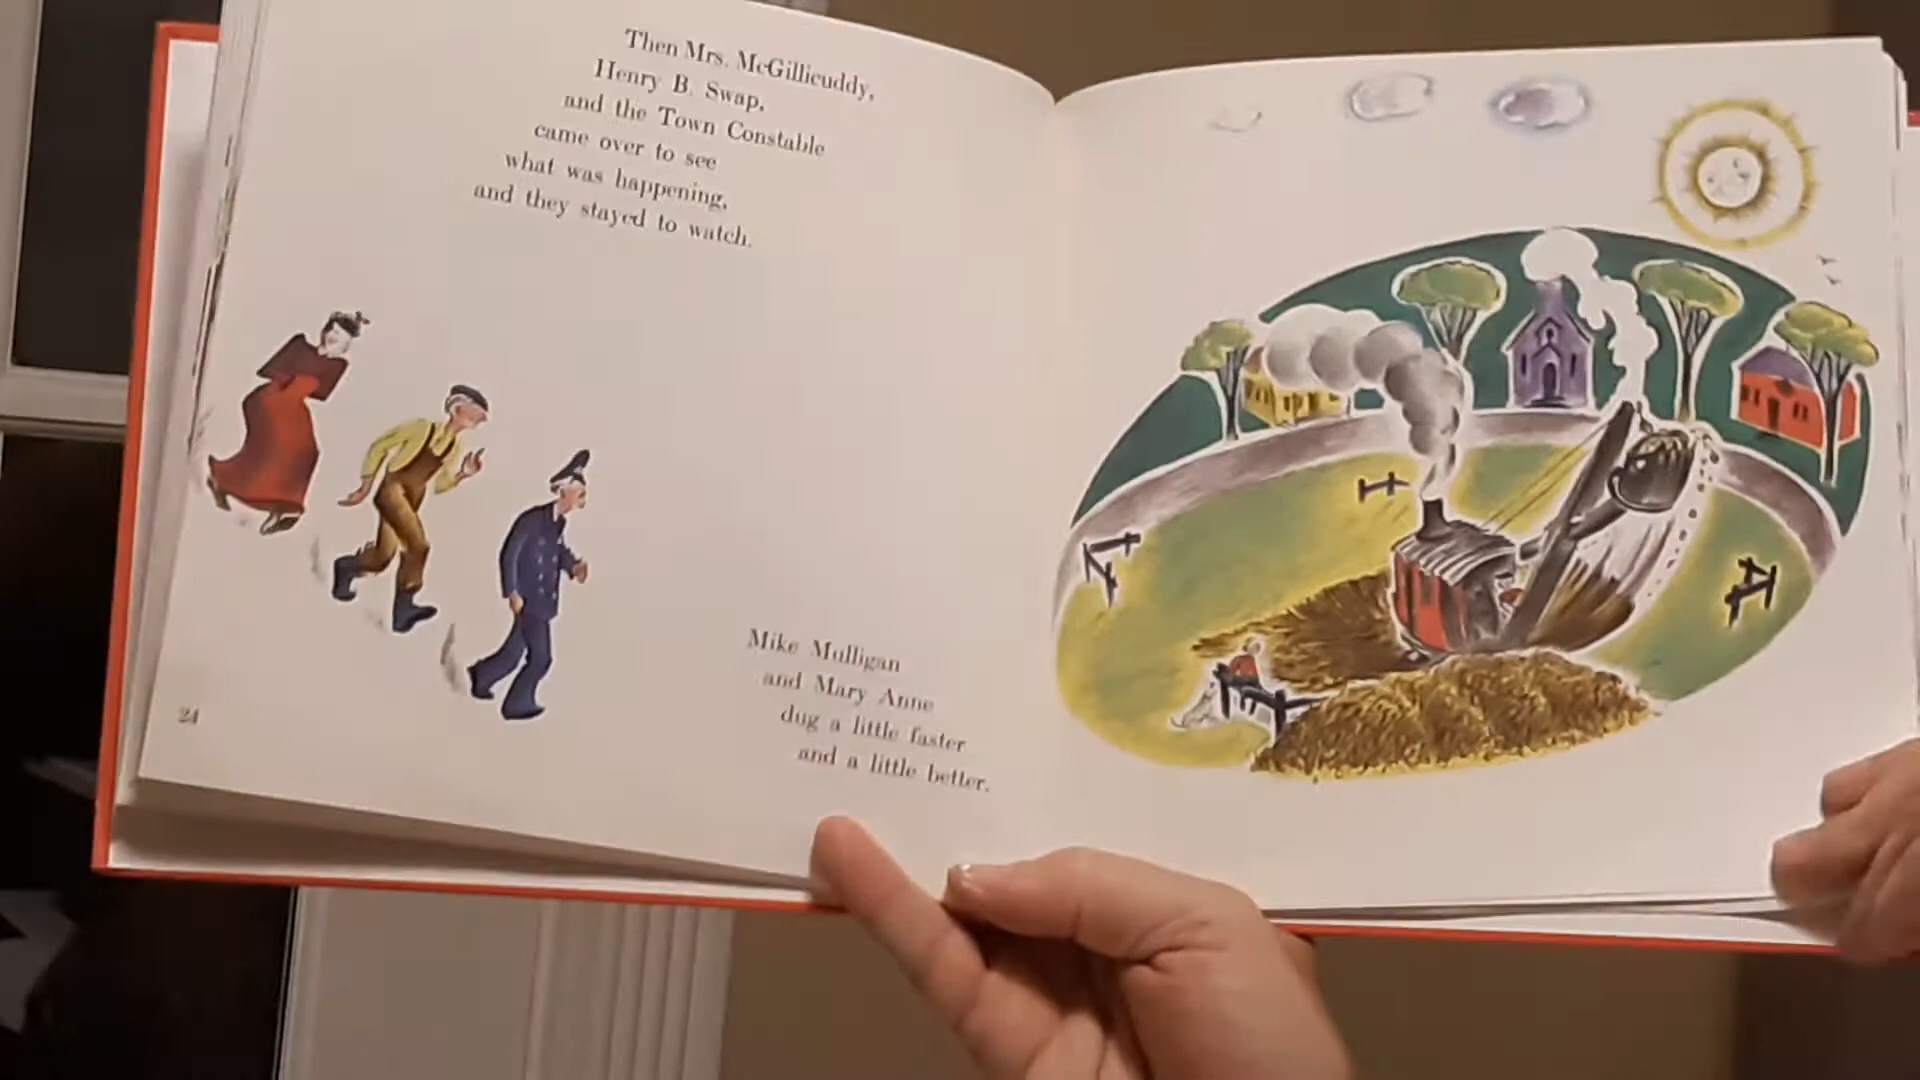 Then Mrs. McGillicuddy,
Henry B. Swap,
and the Town Constable
came over to see
what was happening,
and they stayed to watch.
Mike Mulligan
and Mary Anne
dug a little faster
and a little better.
24